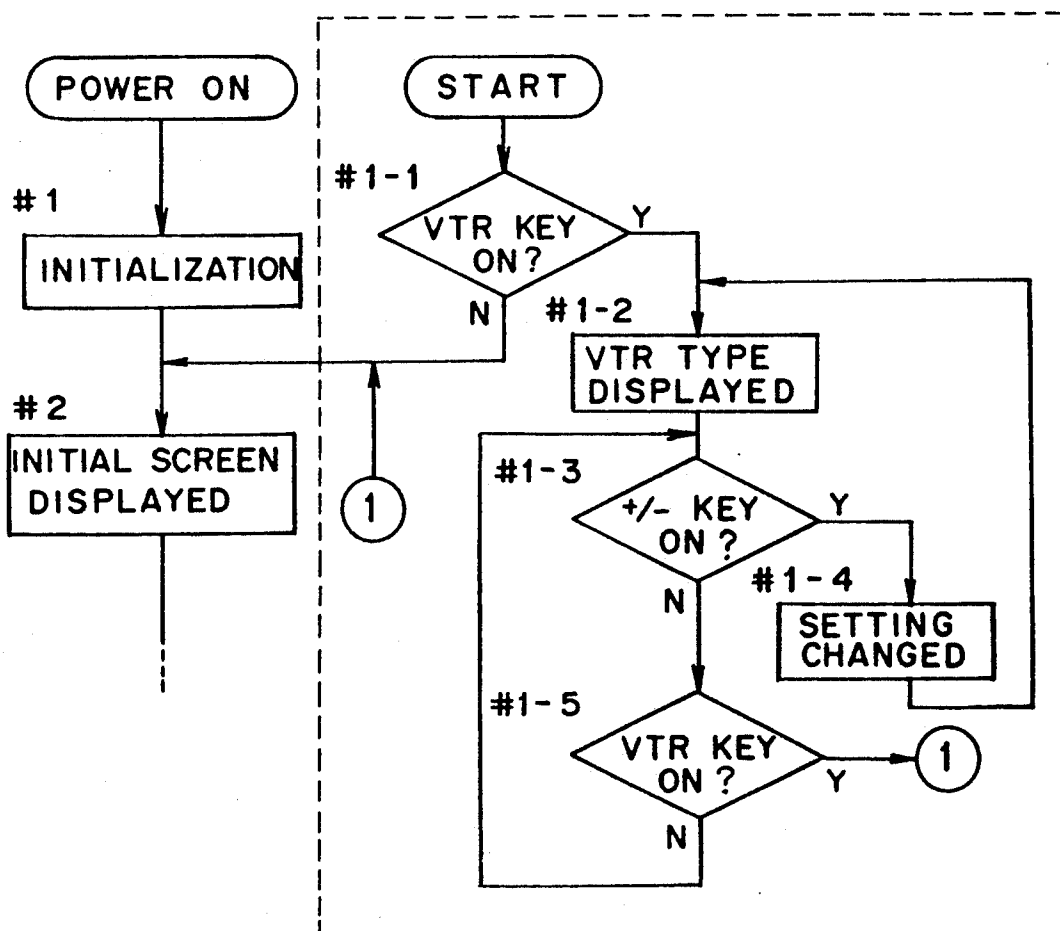 POWER ON
#1
INITIALIZATION
#2
INITIAL SCREEN
DISPLAYED
START
#1-1
VTR KEY
ON?
Y
N
#1-2
VTR TYPE
DISPLAYED
1
#1-3
+/- KEY
ON?
Y
N
#1-4
SETTING
CHANGED
#1-5
VTR KEY
ON?
Y
1
N